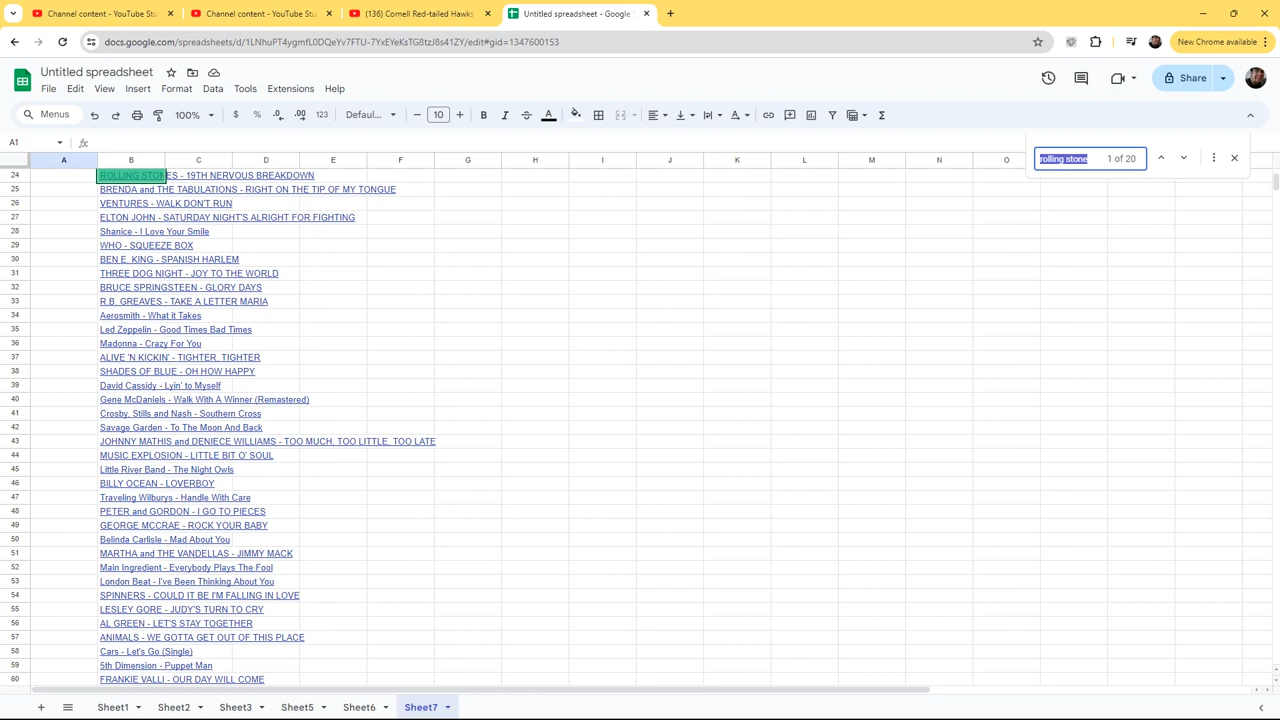 Channel content - YouTube Stu
Channel content - YouTube Stu
(136) Cornell Red-tailed Hawks
Untitled spreadsheet - Google
docs.google.com/spreadsheets/d/1LNhuPT4ygmfL0DQeYv7FTU-7YxEYeKsTG8tzJ8s41ZY/edit#gid=1347600153
New Chrome available
Untitled spreadsheet
File Edit View Insert Format Data Tools Extensions Help
Share
Menus 100% $ % .0 .00 123 Defaul... 10 B I A
A1
rolling stone 1 of 20
A B C D E F G H I J K L M N O
24 ROLLING STONES - 19TH NERVOUS BREAKDOWN
25 BRENDA and THE TABULATIONS - RIGHT ON THE TIP OF MY TONGUE
26 VENTURES - WALK DON'T RUN
27 ELTON JOHN - SATURDAY NIGHT'S ALRIGHT FOR FIGHTING
28 Shanice - I Love Your Smile
29 WHO - SQUEEZE BOX
30 BEN E. KING - SPANISH HARLEM
31 THREE DOG NIGHT - JOY TO THE WORLD
32 BRUCE SPRINGSTEEN - GLORY DAYS
33 R.B. GREAVES - TAKE A LETTER MARIA
34 Aerosmith - What it Takes
35 Led Zeppelin - Good Times Bad Times
36 Madonna - Crazy For You
37 ALIVE 'N KICKIN' - TIGHTER, TIGHTER
38 SHADES OF BLUE - OH HOW HAPPY
39 David Cassidy - Lyin' to Myself
40 Gene McDaniels - Walk With A Winner (Remastered)
41 Crosby, Stills and Nash - Southern Cross
42 Savage Garden - To The Moon And Back
43 JOHNNY MATHIS and DENIECE WILLIAMS - TOO MUCH, TOO LITTLE, TOO LATE
44 MUSIC EXPLOSION - LITTLE BIT O' SOUL
45 Little River Band - The Night Owls
46 BILLY OCEAN - LOVERBOY
47 Traveling Wilburys - Handle With Care
48 PETER and GORDON - I GO TO PIECES
49 GEORGE MCCRAE - ROCK YOUR BABY
50 Belinda Carlisle - Mad About You
51 MARTHA and THE VANDELLAS - JIMMY MACK
52 Main Ingredient - Everybody Plays The Fool
53 London Beat - I've Been Thinking About You
54 SPINNERS - COULD IT BE I'M FALLING IN LOVE
55 LESLEY GORE - JUDY'S TURN TO CRY
56 AL GREEN - LET'S STAY TOGETHER
57 ANIMALS - WE GOTTA GET OUT OF THIS PLACE
58 Cars - Let's Go (Single)
59 5th Dimension - Puppet Man
60 FRANKIE VALLI - OUR DAY WILL COME
Sheet1 Sheet2 Sheet3 Sheet5 Sheet6 Sheet7